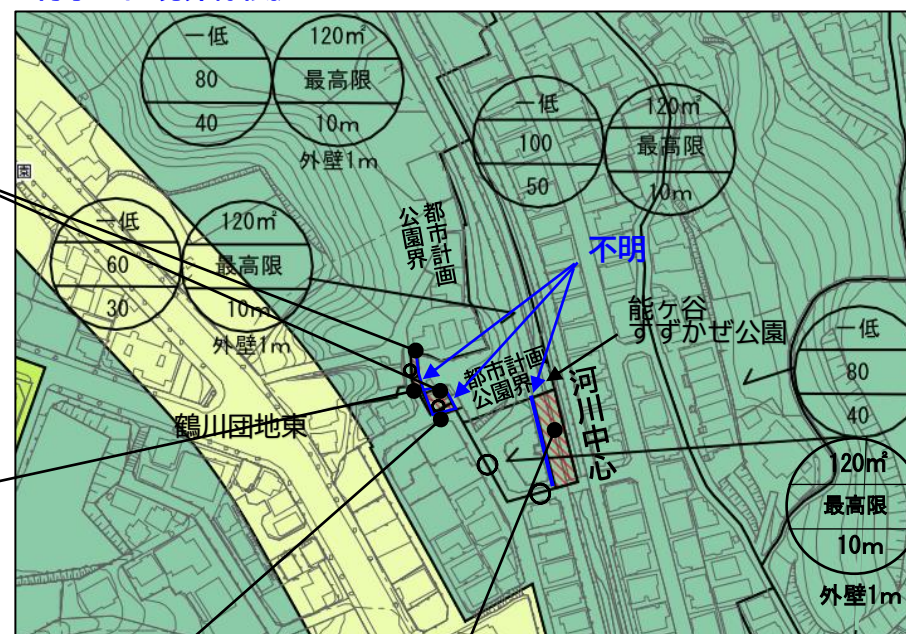 一低
80
40
120㎡
最高限
10m
外壁1m
一低
100
50
120㎡
最高限
10m
園
一低
60
30
120㎡
最高限
10m
外壁1m
都市計画
公園界
不明
能ヶ谷
すずかぜ公園
都市計画
公園界
河川中心
鶴川団地東
一低
80
40
120㎡
最高限
10m
外壁1m